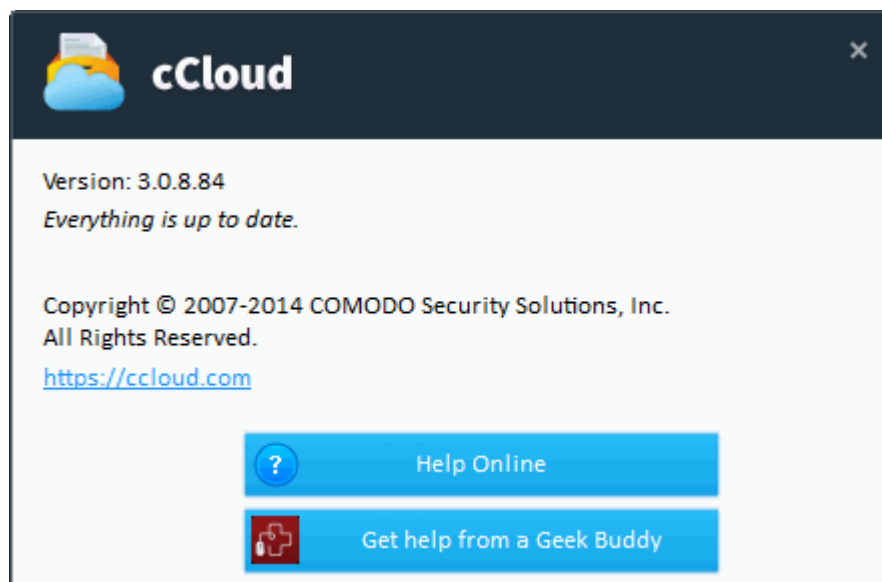 cCloud
Version: 3.0.8.84
Everything is up to date.
Copyright © 2007-2014 COMODO Security Solutions, Inc.
All Rights Reserved.
https://ccloud.com
? Help Online
Get help from a Geek Buddy